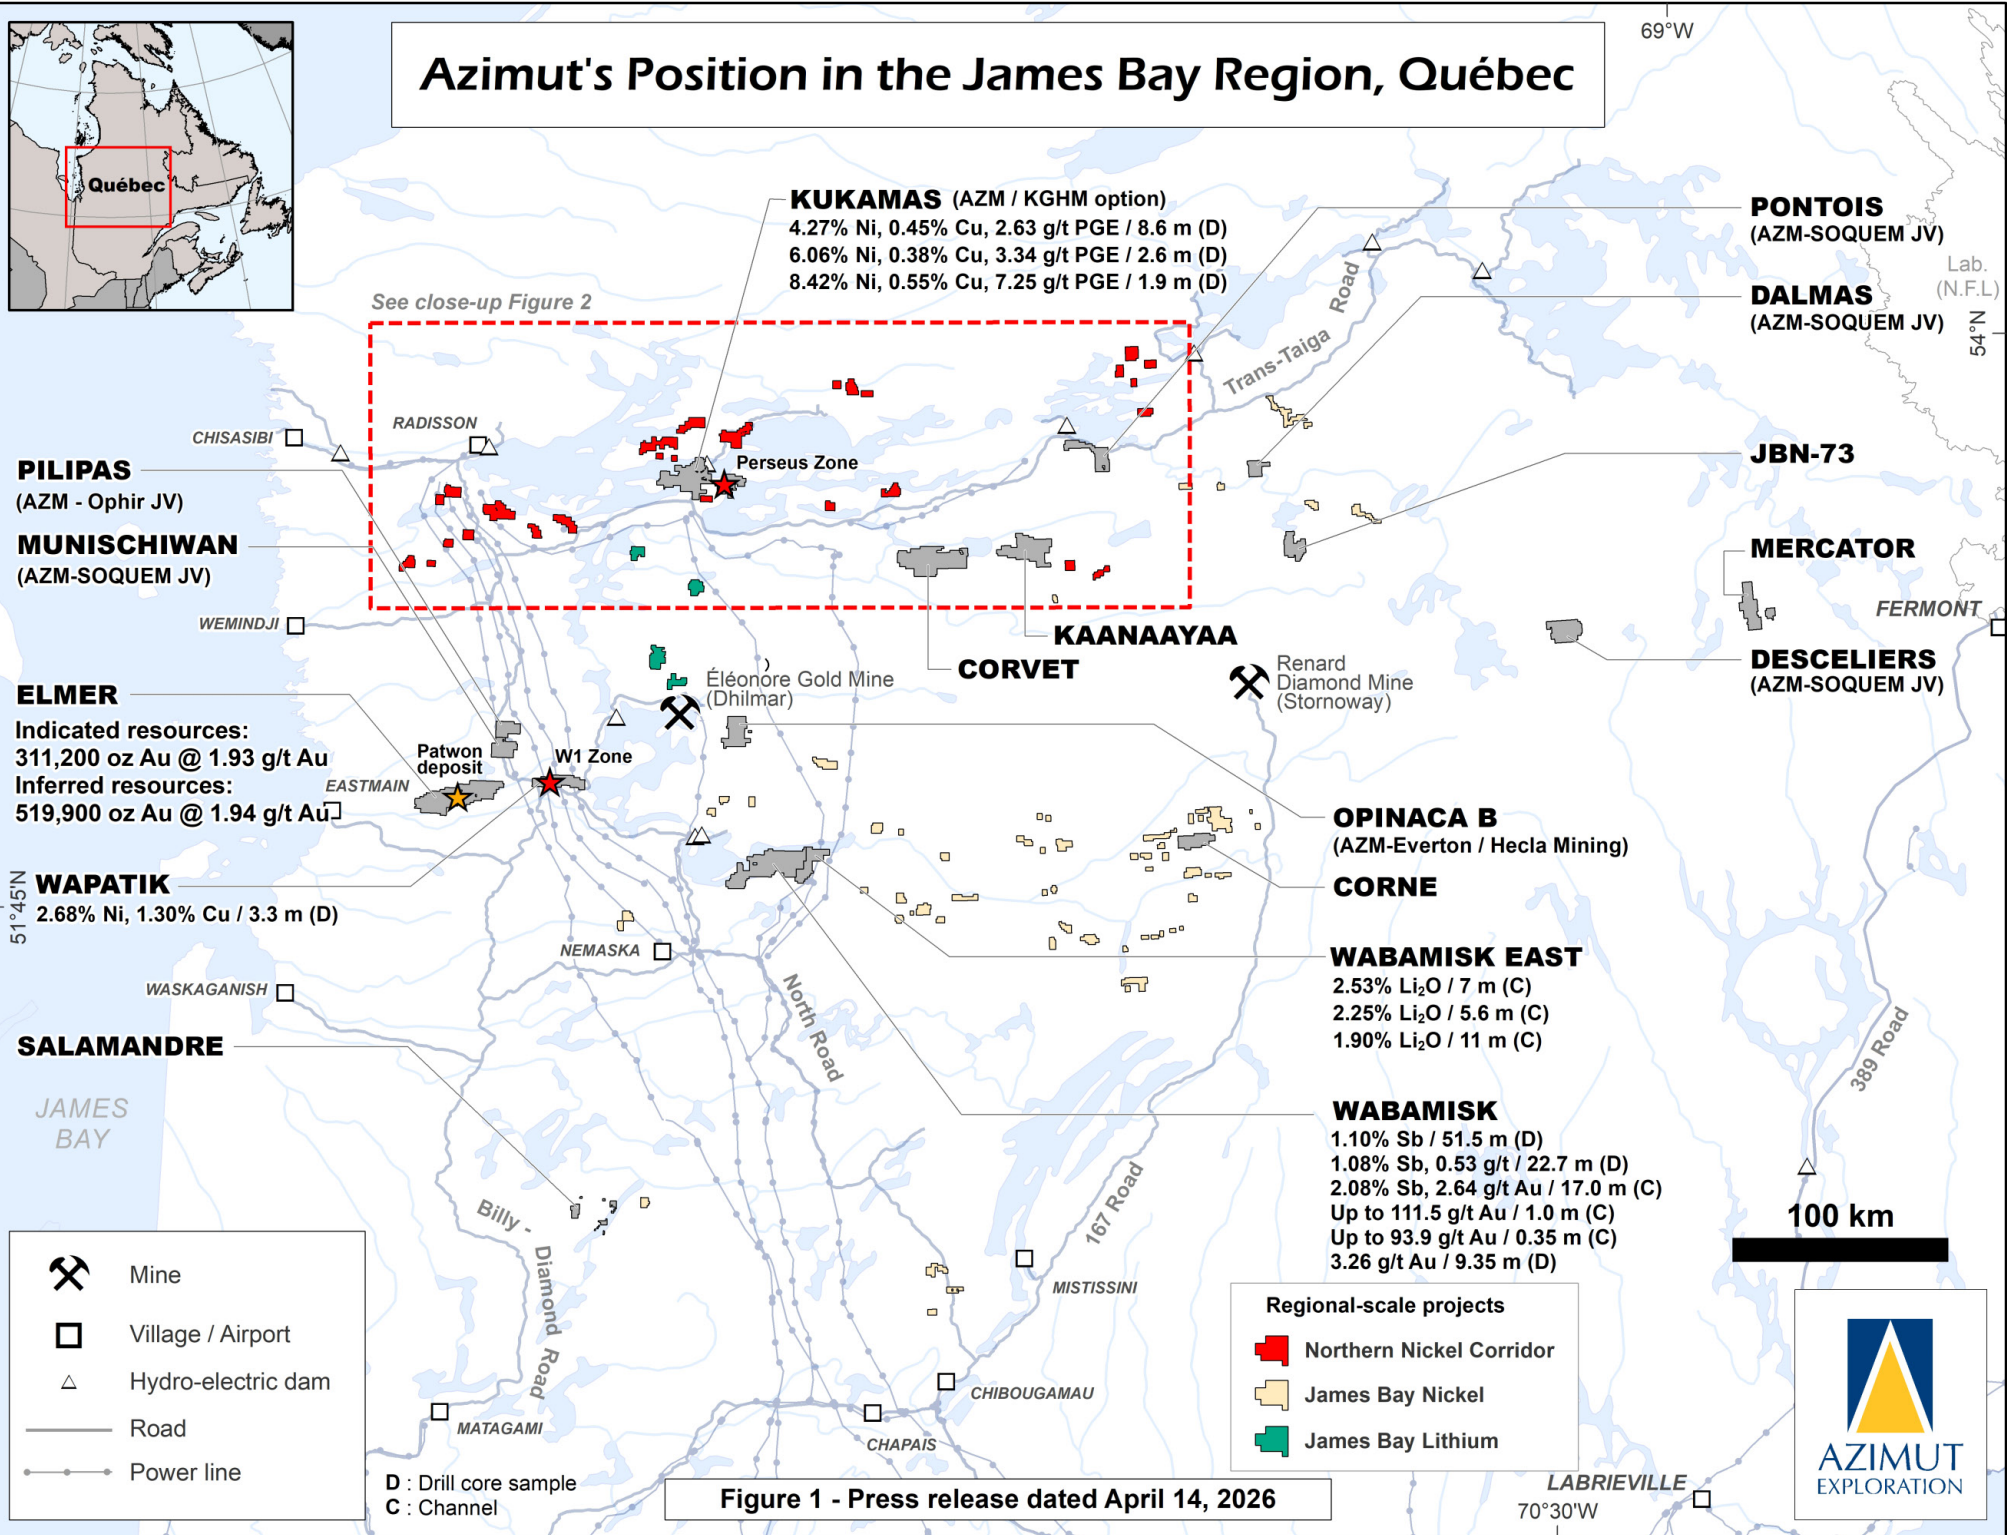 Azimut's Position in the James Bay Region, Québec
69°W
Québec
KUKAMAS (AZM / KGHM option)
4.27% Ni, 0.45% Cu, 2.63 g/t PGE / 8.6 m (D)
6.06% Ni, 0.38% Cu, 3.34 g/t PGE / 2.6 m (D)
8.42% Ni, 0.55% Cu, 7.25 g/t PGE / 1.9 m (D)
PONTOIS
(AZM-SOQUEM JV)
Lab.
(N.F.L)
DALMAS
(AZM-SOQUEM JV)
54°N
See close-up Figure 2
Trans-Taiga Road
CHISASIBI
RADISSON
PILIPAS
(AZM - Ophir JV)
Perseus Zone
JBN-73
MUNISCHIWAN
(AZM-SOQUEM JV)
MERCATOR
WEMINDJI
FERMONT
KAANAAYAA
CORVET
DESCELIERS
(AZM-SOQUEM JV)
Éléonore Gold Mine
(Dhilmar)
Renard
Diamond Mine
(Stornoway)
ELMER
Indicated resources:
311,200 oz Au @ 1.93 g/t Au
Inferred resources:
519,900 oz Au @ 1.94 g/t Au
Patwon
deposit
W1 Zone
EASTMAIN
OPINACA B
(AZM-Everton / Hecla Mining)
CORNE
WAPATIK
2.68% Ni, 1.30% Cu / 3.3 m (D)
51°45'N
NEMASKA
WABAMISK EAST
2.53% Li₂O / 7 m (C)
2.25% Li₂O / 5.6 m (C)
1.90% Li₂O / 11 m (C)
WASKAGANISH
North Road
SALAMANDRE
389 Road
JAMES
BAY
WABAMISK
1.10% Sb / 51.5 m (D)
1.08% Sb, 0.53 g/t / 22.7 m (D)
2.08% Sb, 2.64 g/t Au / 17.0 m (C)
Up to 111.5 g/t Au / 1.0 m (C)
Up to 93.9 g/t Au / 0.35 m (C)
3.26 g/t Au / 9.35 m (D)
167 Road
Billy - Diamond Road
100 km
MISTISSINI
CHIBOUGAMAU
MATAGAMI
CHAPAIS
Mine
Village / Airport
Hydro-electric dam
Road
Power line
D : Drill core sample
C : Channel
Regional-scale projects
Northern Nickel Corridor
James Bay Nickel
James Bay Lithium
Figure 1 - Press release dated April 14, 2026
LABRIEVILLE
70°30'W
AZIMUT
EXPLORATION